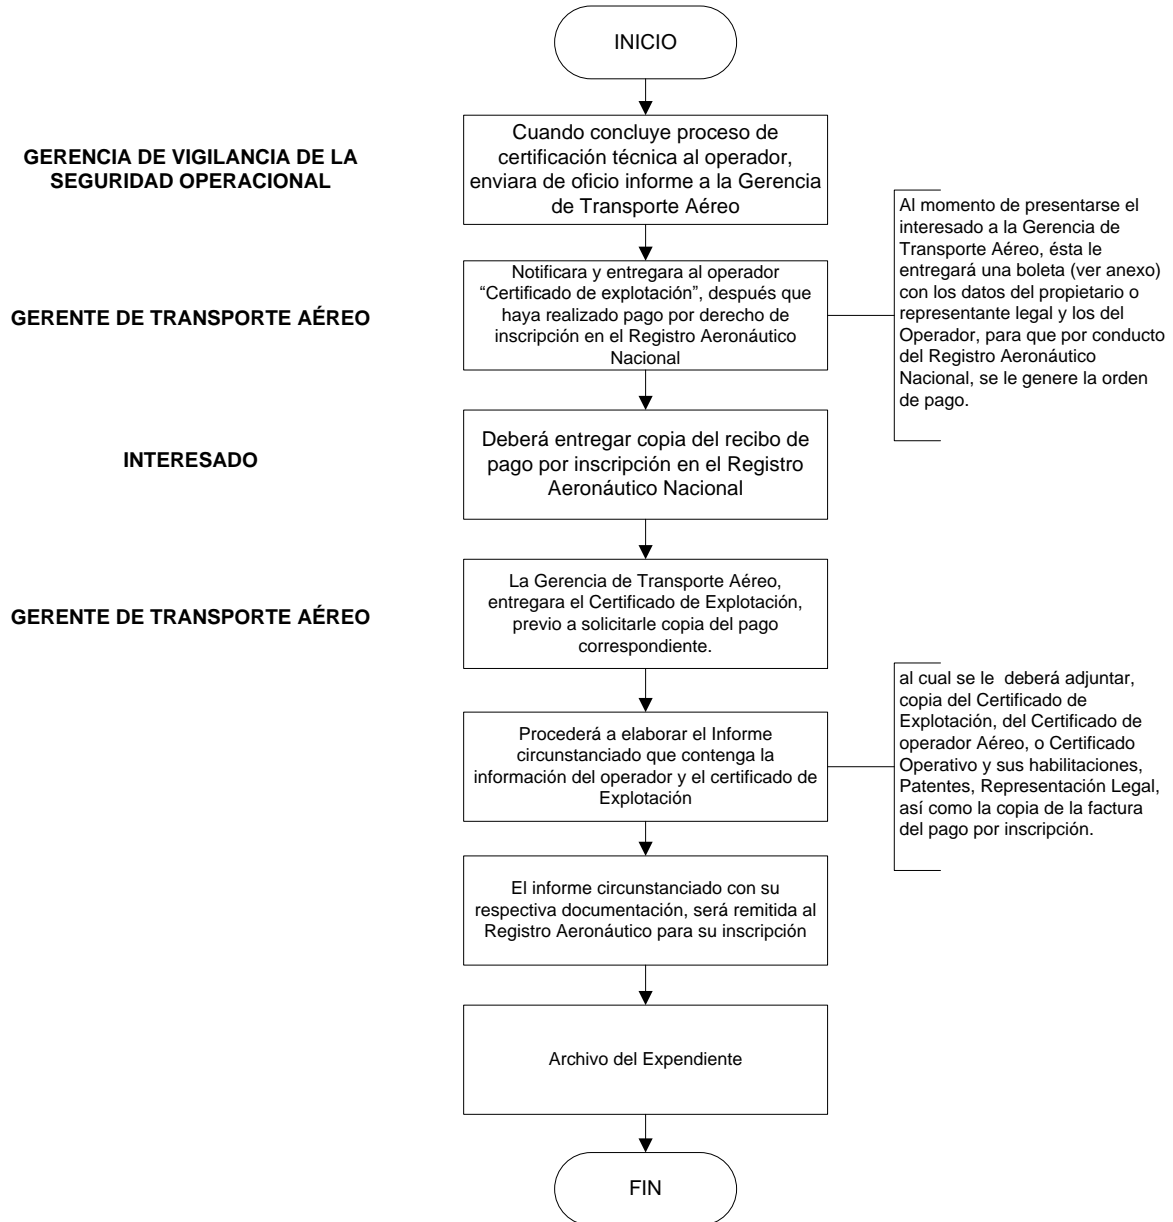 INICIO
GERENCIA DE VIGILANCIA DE LA
SEGURIDAD OPERACIONAL
Cuando concluye proceso de
certificación técnica al operador,
enviara de oficio informe a la Gerencia
de Transporte Aéreo
GERENTE DE TRANSPORTE AÉREO
Notificara y entregara al operador
“Certificado de explotación”, después que
haya realizado pago por derecho de
inscripción en el Registro Aeronáutico
Nacional
Al momento de presentarse el
interesado a la Gerencia de
Transporte Aéreo, ésta le
entregará una boleta (ver anexo)
con los datos del propietario o
representante legal y los del
Operador, para que por conducto
del Registro Aeronáutico
Nacional, se le genere la orden
de pago.
INTERESADO
Deberá entregar copia del recibo de
pago por inscripción en el Registro
Aeronáutico Nacional
GERENTE DE TRANSPORTE AÉREO
La Gerencia de Transporte Aéreo,
entregara el Certificado de Explotación,
previo a solicitarle copia del pago
correspondiente.
Procederá a elaborar el Informe
circunstanciado que contenga la
información del operador y el certificado de
Explotación
al cual se le deberá adjuntar,
copia del Certificado de
Explotación, del Certificado de
operador Aéreo, o Certificado
Operativo y sus habilitaciones,
Patentes, Representación Legal,
así como la copia de la factura
del pago por inscripción.
El informe circunstanciado con su
respectiva documentación, será remitida al
Registro Aeronáutico para su inscripción
Archivo del Expendiente
FIN